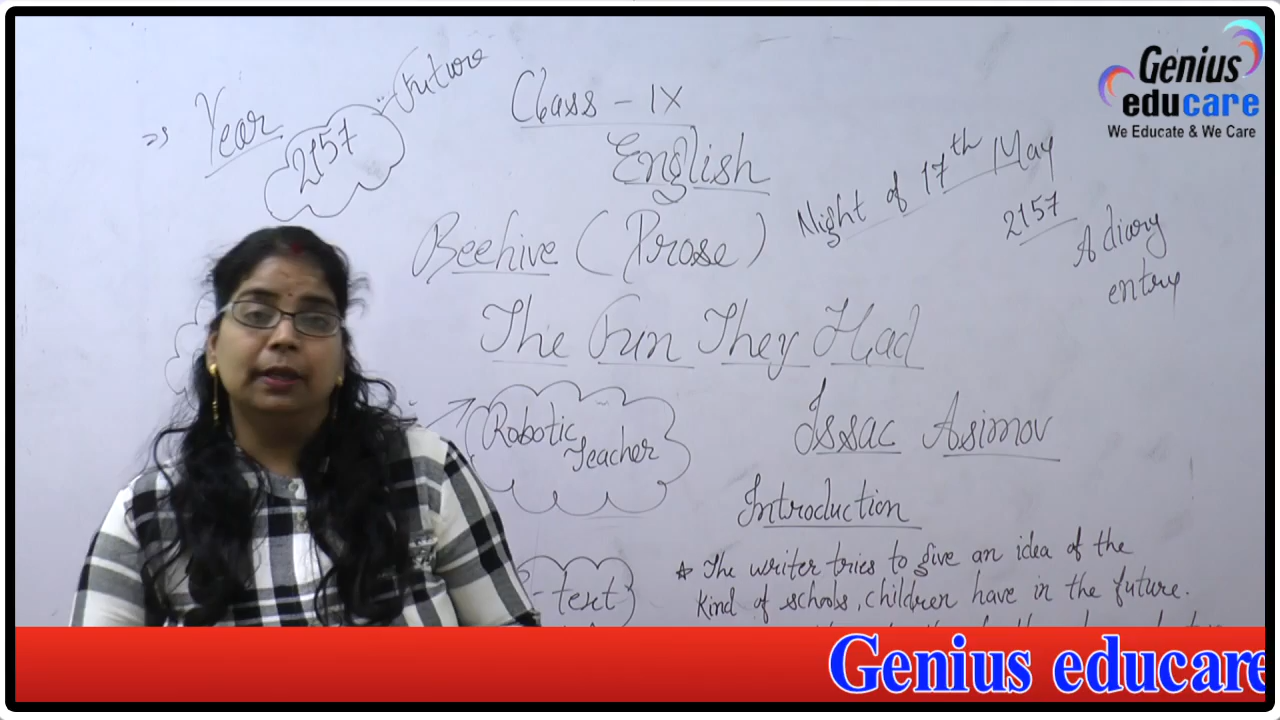 Genius
educare
We Educate & We Care
=> Year
2157
Future
Class - IX
English
Beehive (Prose)
Night of 17th May
2157
A diary
entry
The Fun They Had
Issac Asimov
Robotic
Teacher
Introduction
* The writer tries to give an idea of the
kind of schools, children have in the future.
-text
Genius educare